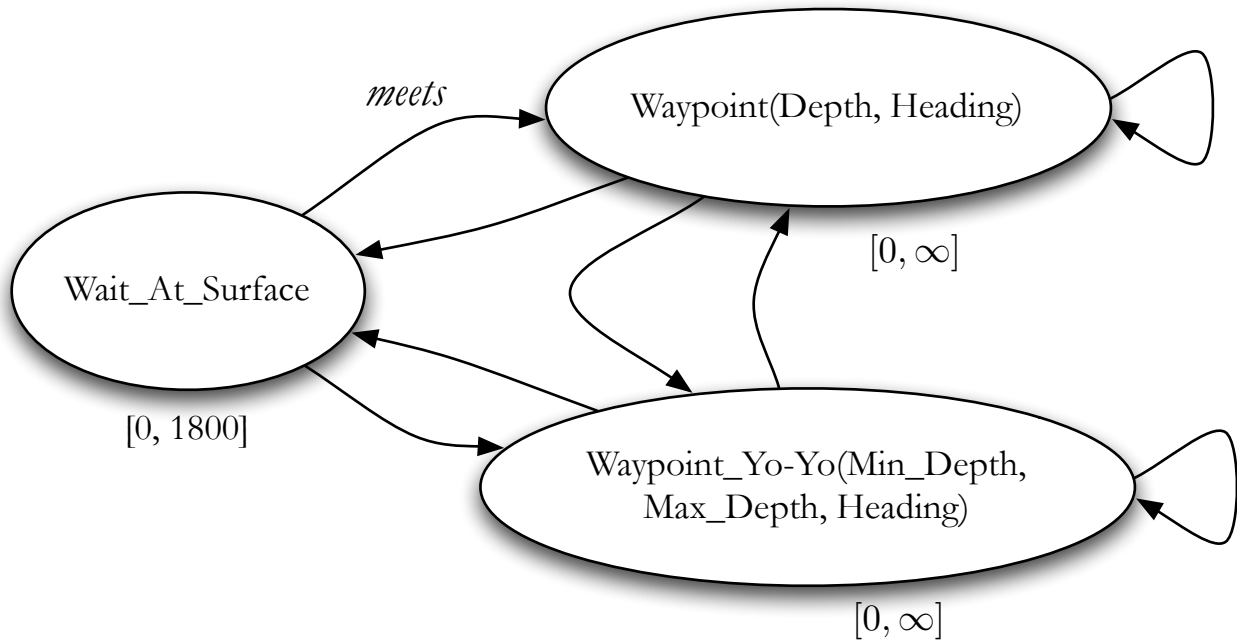 meets
Waypoint(Depth, Heading)
[0, ∞]
Wait_At_Surface
[0, 1800]
Waypoint_Yo-Yo(Min_Depth,
Max_Depth, Heading)
[0, ∞]